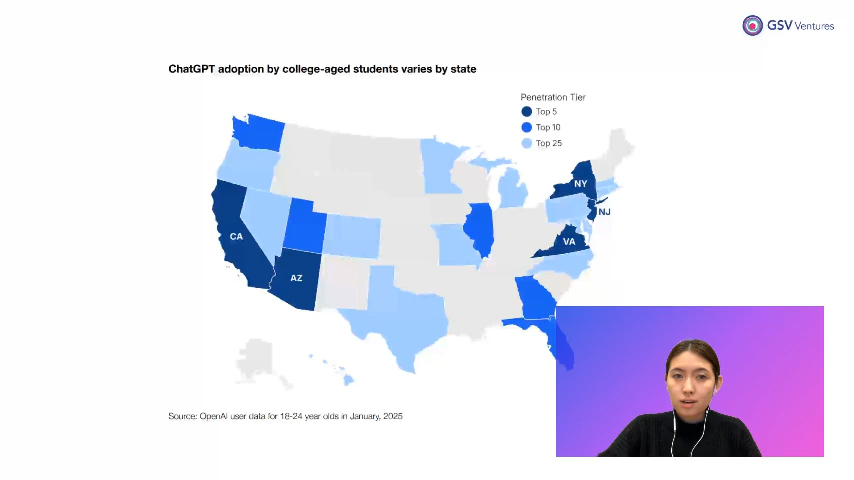 GSV Ventures
ChatGPT adoption by college-aged students varies by state
Penetration Tier
Top 5
Top 10
Top 25
NY
NJ
CA
VA
AZ
Source: OpenAI user data for 18-24 year olds in January, 2025